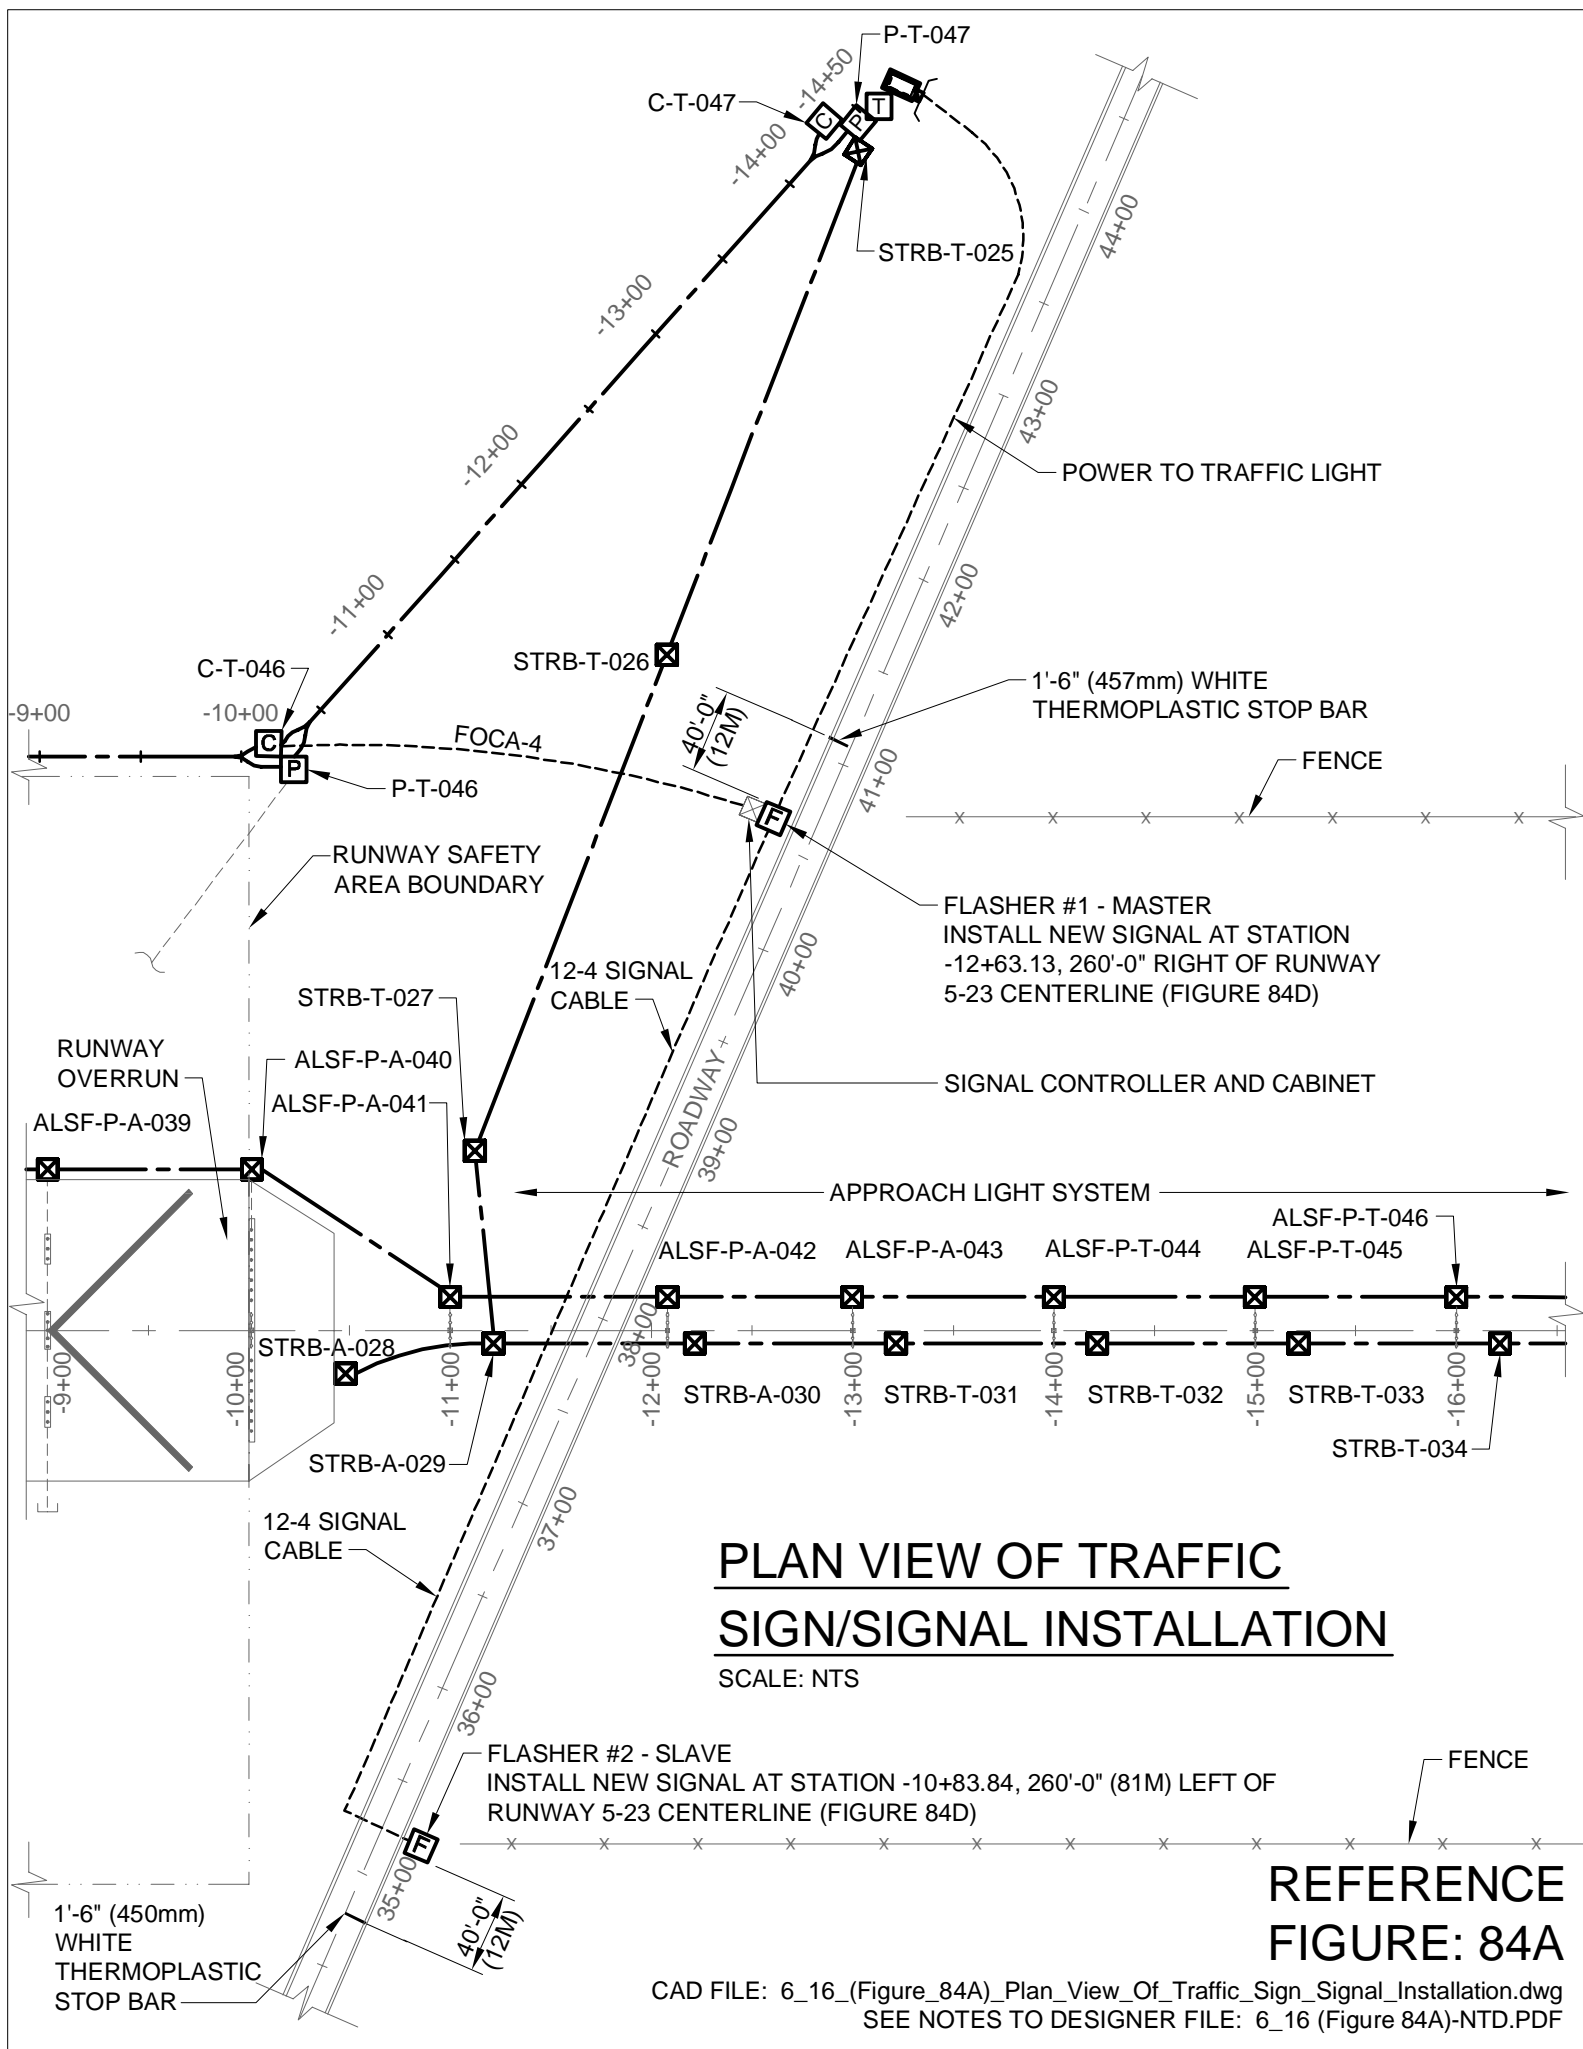 P-T-047
-14+50
C-T-047
C
P
T
-14+00
44+00
STRB-T-025
-13+00
43+00
-12+00
POWER TO TRAFFIC LIGHT
42+00
-11+00
C-T-046
STRB-T-026
1'-6" (457mm) WHITE
THERMOPLASTIC STOP BAR
-9+00
-10+00
C
P
FOCA-4
40'-0"
(12M)
41+00
FENCE
X X X X X X X
P-T-046
F
RUNWAY SAFETY
AREA BOUNDARY
FLASHER #1 - MASTER
INSTALL NEW SIGNAL AT STATION
-12+63.13, 260'-0" RIGHT OF RUNWAY
5-23 CENTERLINE (FIGURE 84D)
40+00
12-4 SIGNAL
CABLE
STRB-T-027
RUNWAY
OVERRUN
ALSF-P-A-040
ROADWAY
SIGNAL CONTROLLER AND CABINET
ALSF-P-A-041
ALSF-P-A-039
39+00
APPROACH LIGHT SYSTEM
ALSF-P-T-046
ALSF-P-A-042
ALSF-P-A-043
ALSF-P-T-044
ALSF-P-T-045
38+00
STRB-A-028
-9+00
-10+00
-11+00
-12+00
-13+00
-14+00
-15+00
-16+00
STRB-A-030
STRB-T-031
STRB-T-032
STRB-T-033
STRB-A-029
STRB-T-034
37+00
12-4 SIGNAL
CABLE
PLAN VIEW OF TRAFFIC
SIGN/SIGNAL INSTALLATION
SCALE: NTS
36+00
FLASHER #2 - SLAVE
INSTALL NEW SIGNAL AT STATION -10+83.84, 260'-0" (81M) LEFT OF
RUNWAY 5-23 CENTERLINE (FIGURE 84D)
FENCE
F
X X X X X X X X X X X X
35+00
40'-0"
(12M)
1'-6" (450mm)
WHITE
THERMOPLASTIC
STOP BAR
REFERENCE
FIGURE: 84A
CAD FILE: 6_16_(Figure_84A)_Plan_View_Of_Traffic_Sign_Signal_Installation.dwg
SEE NOTES TO DESIGNER FILE: 6_16 (Figure 84A)-NTD.PDF